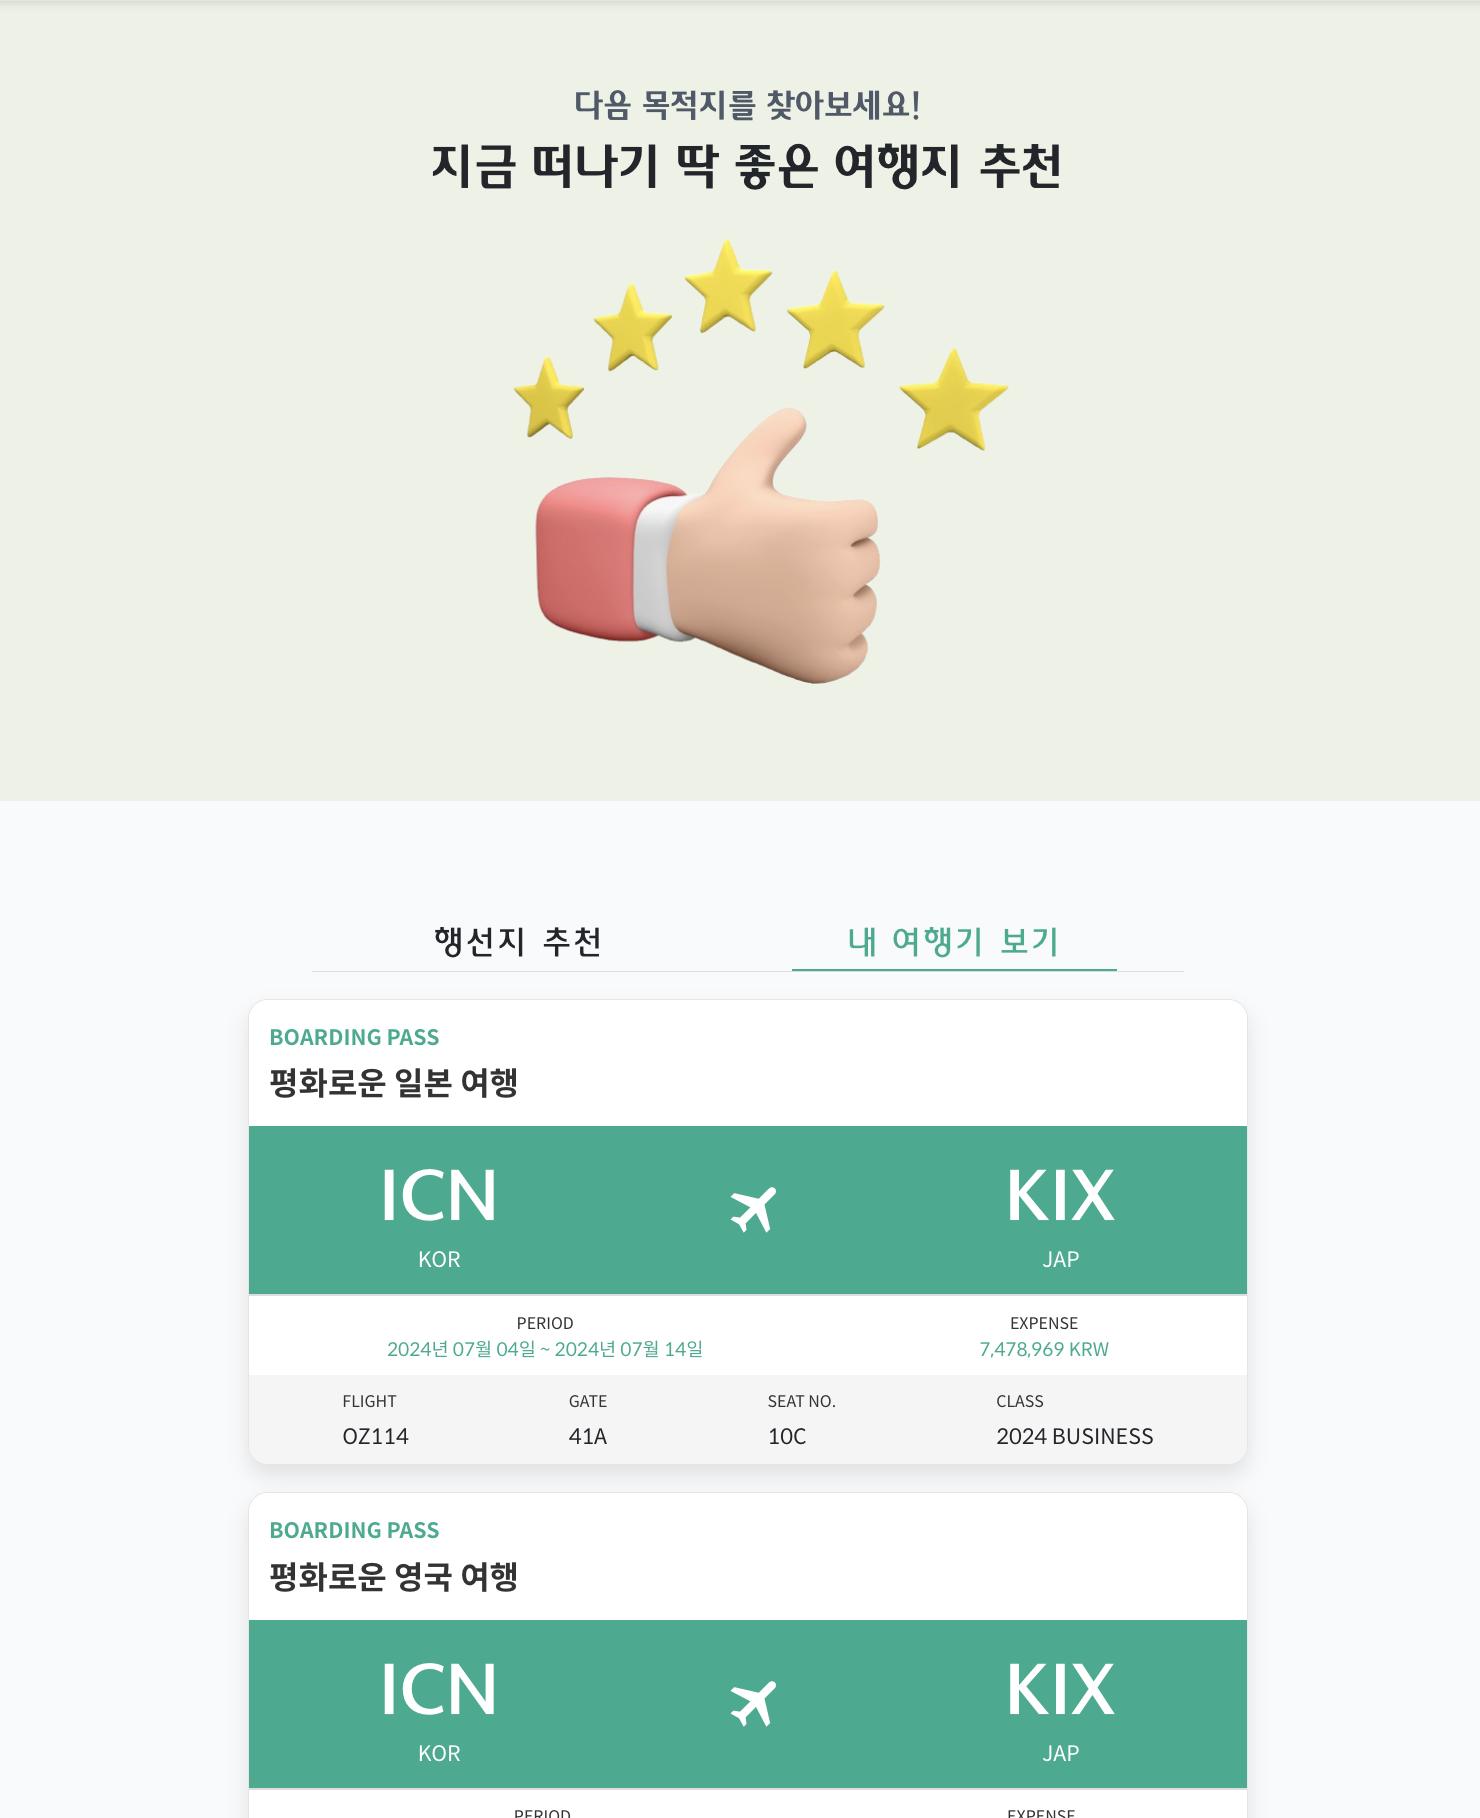 다음 목적지를 찾아보세요!
지금 떠나기 딱 좋은 여행지 추천
행선지 추천
내 여행기 보기
BOARDING PASS
평화로운 일본 여행
ICN
KIX
KOR
JAP
PERIOD
EXPENSE
2024년 07월 04일 ~ 2024년 07월 14일
7,478,969 KRW
FLIGHT
GATE
SEAT NO.
CLASS
OZ114
41A
10C
2024 BUSINESS
BOARDING PASS
평화로운 영국 여행
ICN
KIX
KOR
JAP
PERIOD
EXPENSE